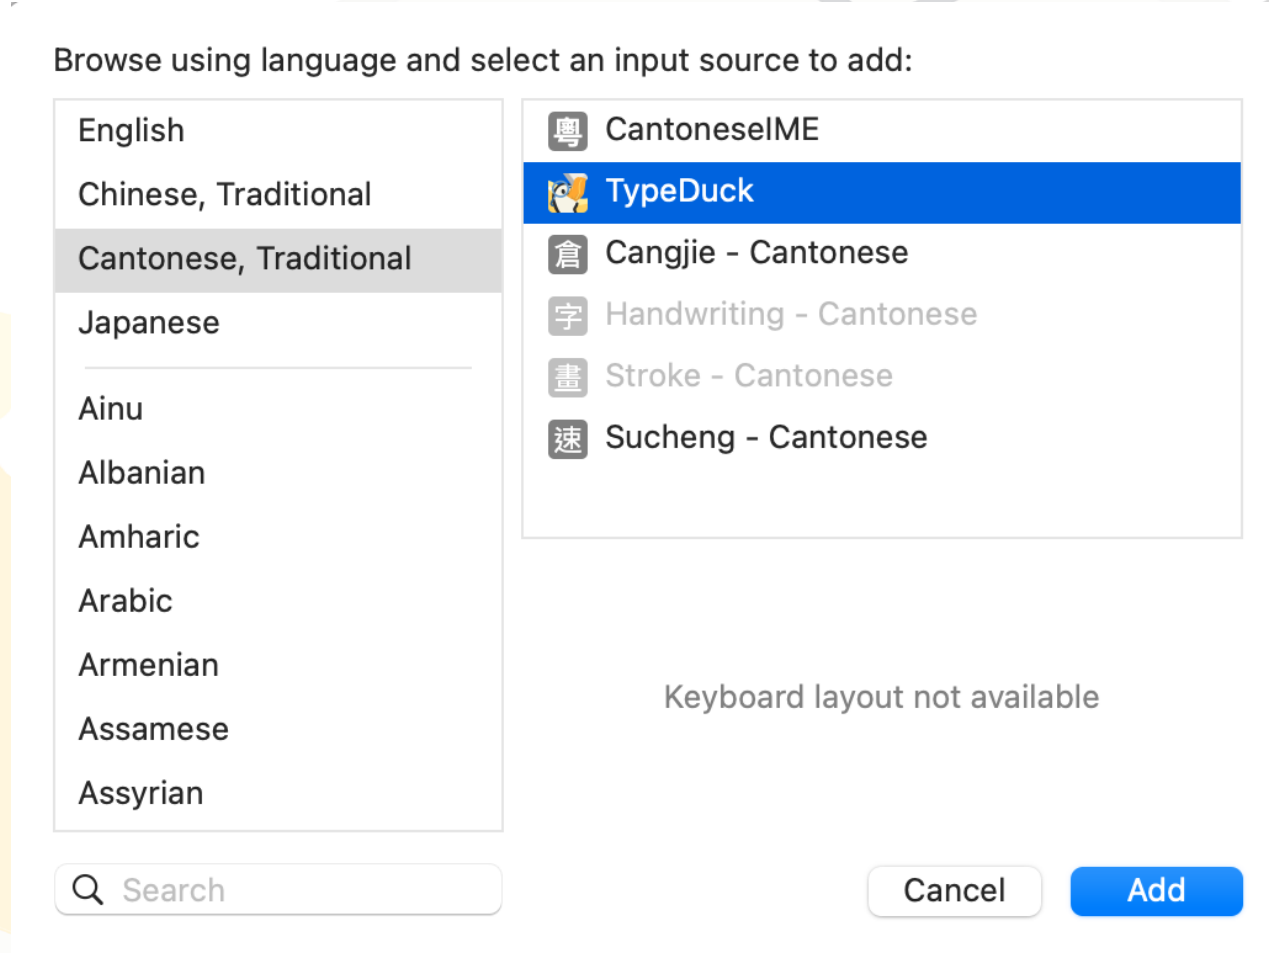 Browse using language and select an input source to add:
English
Chinese, Traditional
Cantonese, Traditional
Japanese
Ainu
Albanian
Amharic
Arabic
Armenian
Assamese
Assyrian
Search
粵 CantoneseIME
TypeDuck
倉 Cangjie - Cantonese
字 Handwriting - Cantonese
畫 Stroke - Cantonese
速 Sucheng - Cantonese
Keyboard layout not available
Cancel
Add